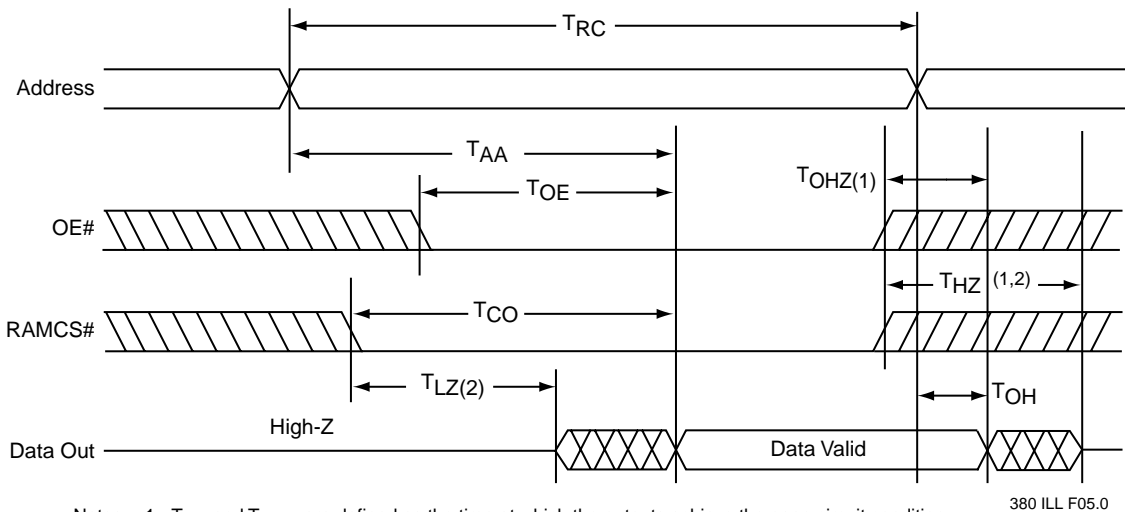 TRC
Address
TAA
TOE
TOHZ(1)
OE#
THZ (1,2)
TCO
RAMCS#
TLZ(2)
TOH
High-Z
Data Out
Data Valid
380 ILL F05.0